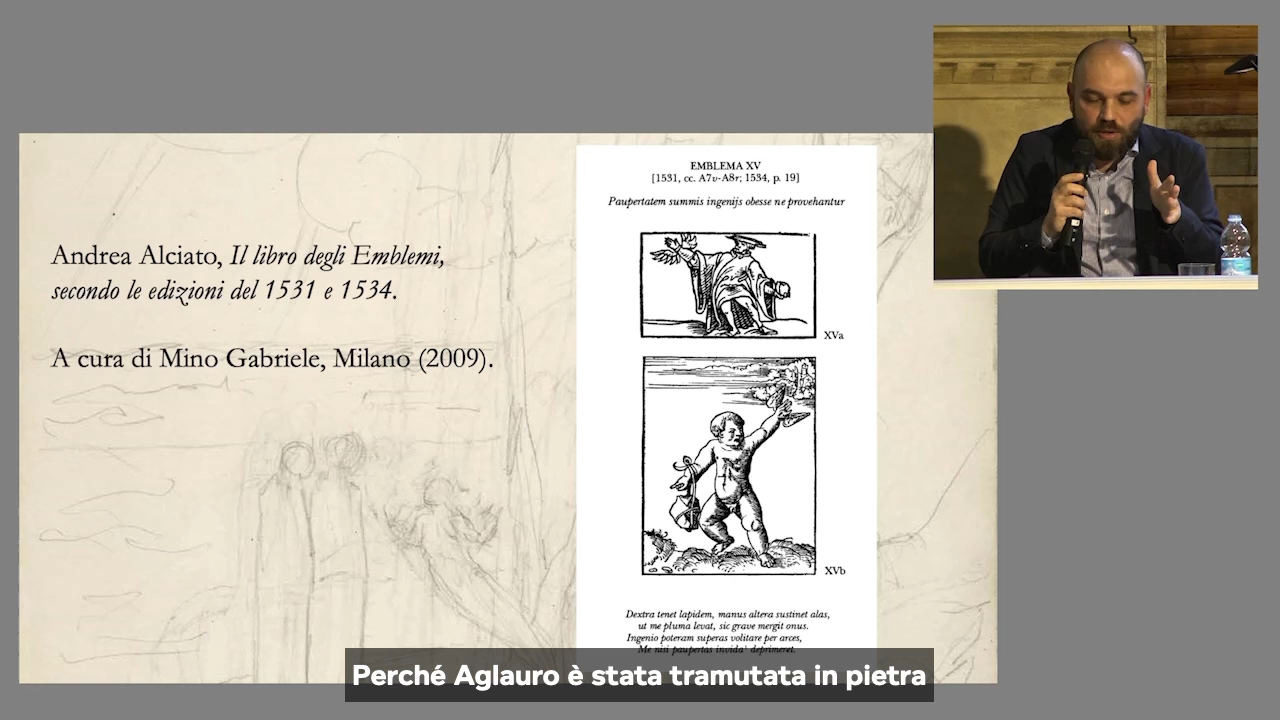 Andrea Alciato, Il libro degli Emblemi,
secondo le edizioni del 1531 e 1534.
A cura di Mino Gabriele, Milano (2009).
EMBLEMA XV
[1531, cc. A7v-A8r; 1534, p. 19]
Paupertatem summis ingenijs obesse ne provehantur
XVa
XVb
Dextra tenet lapidem, manus altera sustinet alas,
ut me pluma levat, sic grave mergit onus.
Ingenio poteram superas volitare per arces,
Me nisi paupertas invida' deprimeret.
Perché Aglauro è stata tramutata in pietra